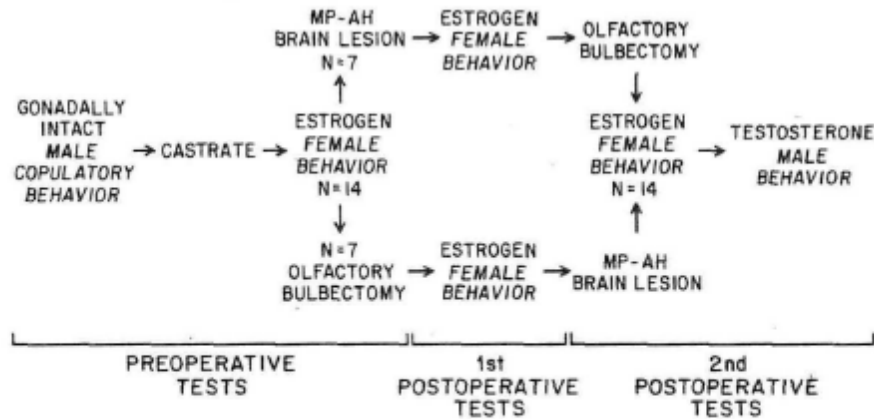 MP-AH
BRAIN LESION
N=7
ESTROGEN
FEMALE
BEHAVIOR
OLFACTORY
BULBECTOMY
GONADALLY
INTACT
MALE
COPULATORY
BEHAVIOR
CASTRATE
ESTROGEN
FEMALE
BEHAVIOR
N=14
ESTROGEN
FEMALE
BEHAVIOR
N=14
TESTOSTERONE
MALE
BEHAVIOR
N=7
OLFACTORY
BULBECTOMY
ESTROGEN
FEMALE
BEHAVIOR
MP-AH
BRAIN LESION
PREOPERATIVE
TESTS
1st
POSTOPERATIVE
TESTS
2nd
POSTOPERATIVE
TESTS